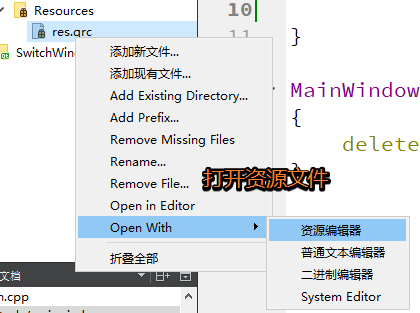 Resources
res.qrc
SwitchWin
添加新文件...
添加现有文件...
Add Existing Directory...
Add Prefix...
Remove Missing Files
Rename...
Remove File...
Open in Editor
Open With
折叠全部
打开资源文件
资源编辑器
普通文本编辑器
二进制编辑器
System Editor
10
11
}
MainWindow
{
delete
}
文档
n.cpp